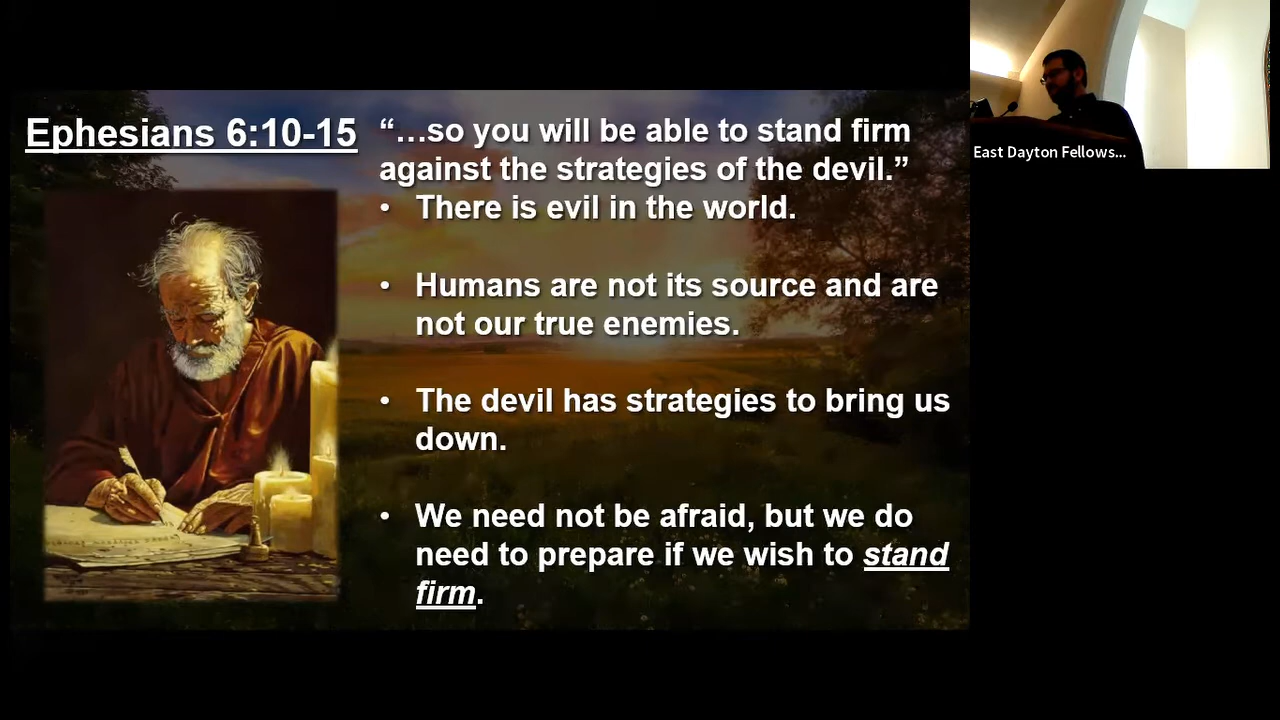 Ephesians 6:10-15
“…so you will be able to stand firm
against the strategies of the devil.”
• There is evil in the world.
• Humans are not its source and are
not our true enemies.
• The devil has strategies to bring us
down.
• We need not be afraid, but we do
need to prepare if we wish to stand
firm.
East Dayton Fellows...